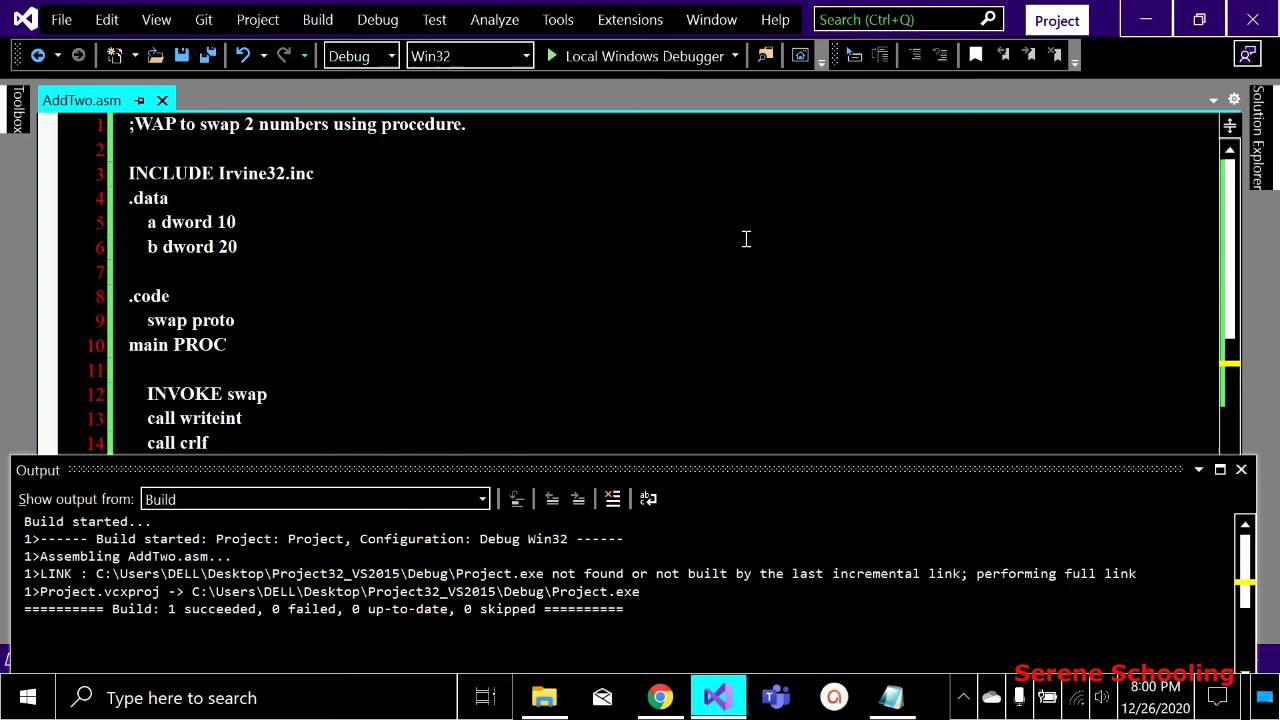 File Edit View Git Project Build Debug Test Analyze Tools Extensions Window Help Search (Ctrl+Q) Project
Debug Win32 Local Windows Debugger
Toolbox
AddTwo.asm
Solution Explorer
1 ;WAP to swap 2 numbers using procedure.
2
3 INCLUDE Irvine32.inc
4 .data
5 a dword 10
6 b dword 20
7
8 .code
9 swap proto
10 main PROC
11
12 INVOKE swap
13 call writeint
14 call crlf
Output
Show output from: Build
Build started...
1>------ Build started: Project: Project, Configuration: Debug Win32 ------
1>Assembling AddTwo.asm...
1>LINK : C:\Users\DELL\Desktop\Project32_VS2015\Debug\Project.exe not found or not built by the last incremental link; performing full link
1>Project.vcxproj -> C:\Users\DELL\Desktop\Project32_VS2015\Debug\Project.exe
========== Build: 1 succeeded, 0 failed, 0 up-to-date, 0 skipped ==========
Serene Schooling
Type here to search
8:00 PM
12/26/2020